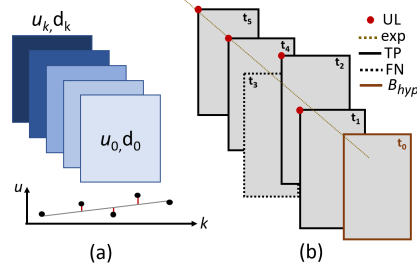 u_k,d_k
u_0,d_0
u
k
(a)
t_5
t_4
t_3
t_2
t_1
t_0
(b)
UL
exp
TP
FN
B_hyp